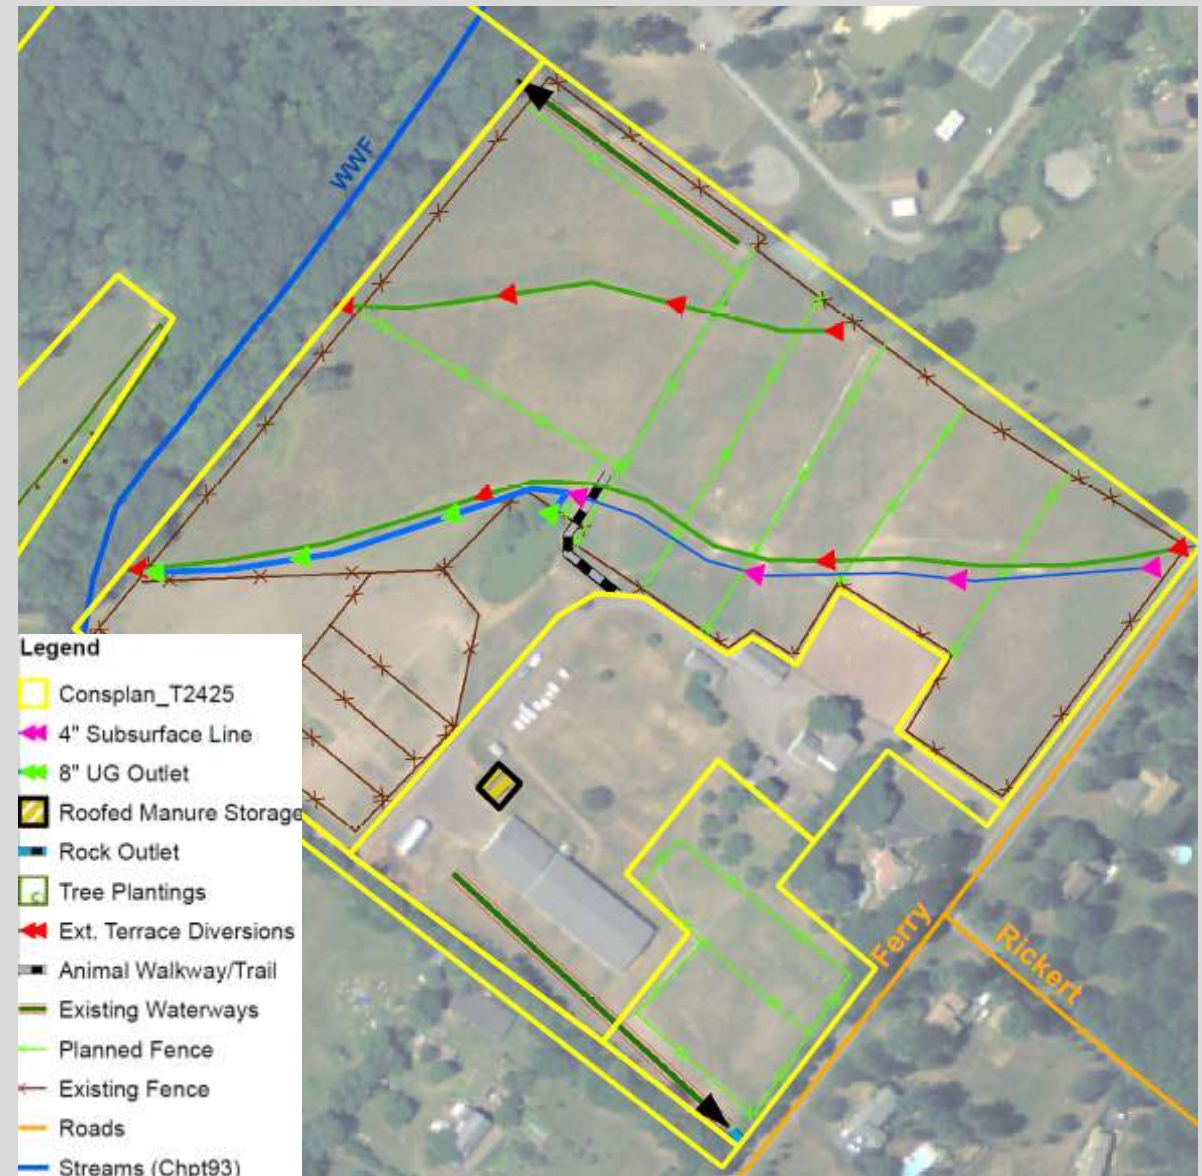 WWF
Ferry
Rickert
Legend
Consplan_T2425
4" Subsurface Line
8" UG Outlet
Roofed Manure Storage
Rock Outlet
Tree Plantings
Ext. Terrace Diversions
Animal Walkway/Trail
Existing Waterways
Planned Fence
Existing Fence
Roads
Streams (Chpt93)